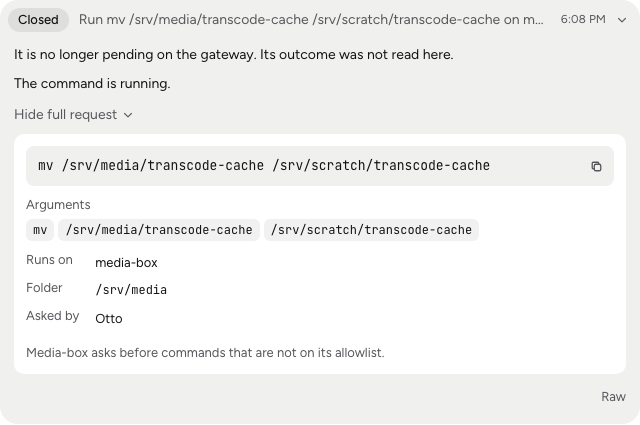 Closed Run mv /srv/media/transcode-cache /srv/scratch/transcode-cache on m... 6:08 PM
It is no longer pending on the gateway. Its outcome was not read here.
The command is running.
Hide full request
mv /srv/media/transcode-cache /srv/scratch/transcode-cache
Arguments
mv /srv/media/transcode-cache /srv/scratch/transcode-cache
Runs on media-box
Folder /srv/media
Asked by Otto
Media-box asks before commands that are not on its allowlist.
Raw